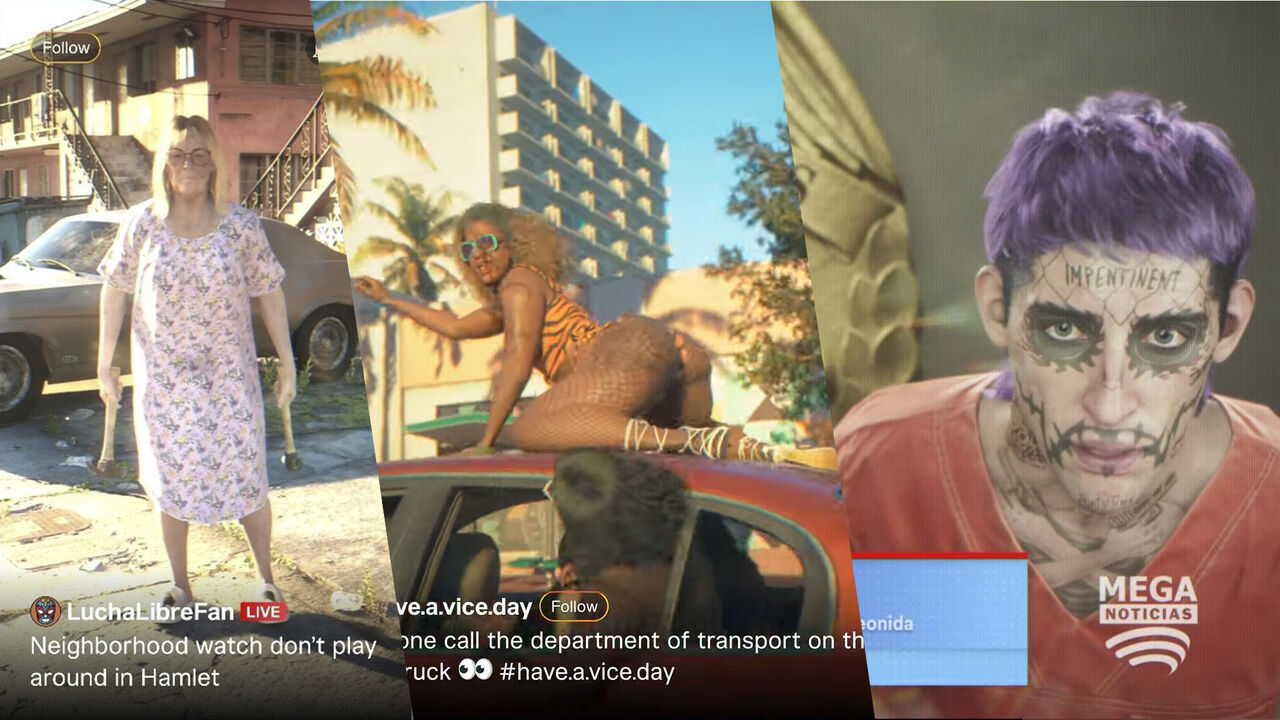 Follow
LuchaLibreFan LIVE
Neighborhood watch don't play
around in Hamlet
ve.a.vice.day Follow
one call the department of transport on th
ruck 👀 #have.a.vice.day
IMPENTINENT
eonida
MEGA
NOTICIAS